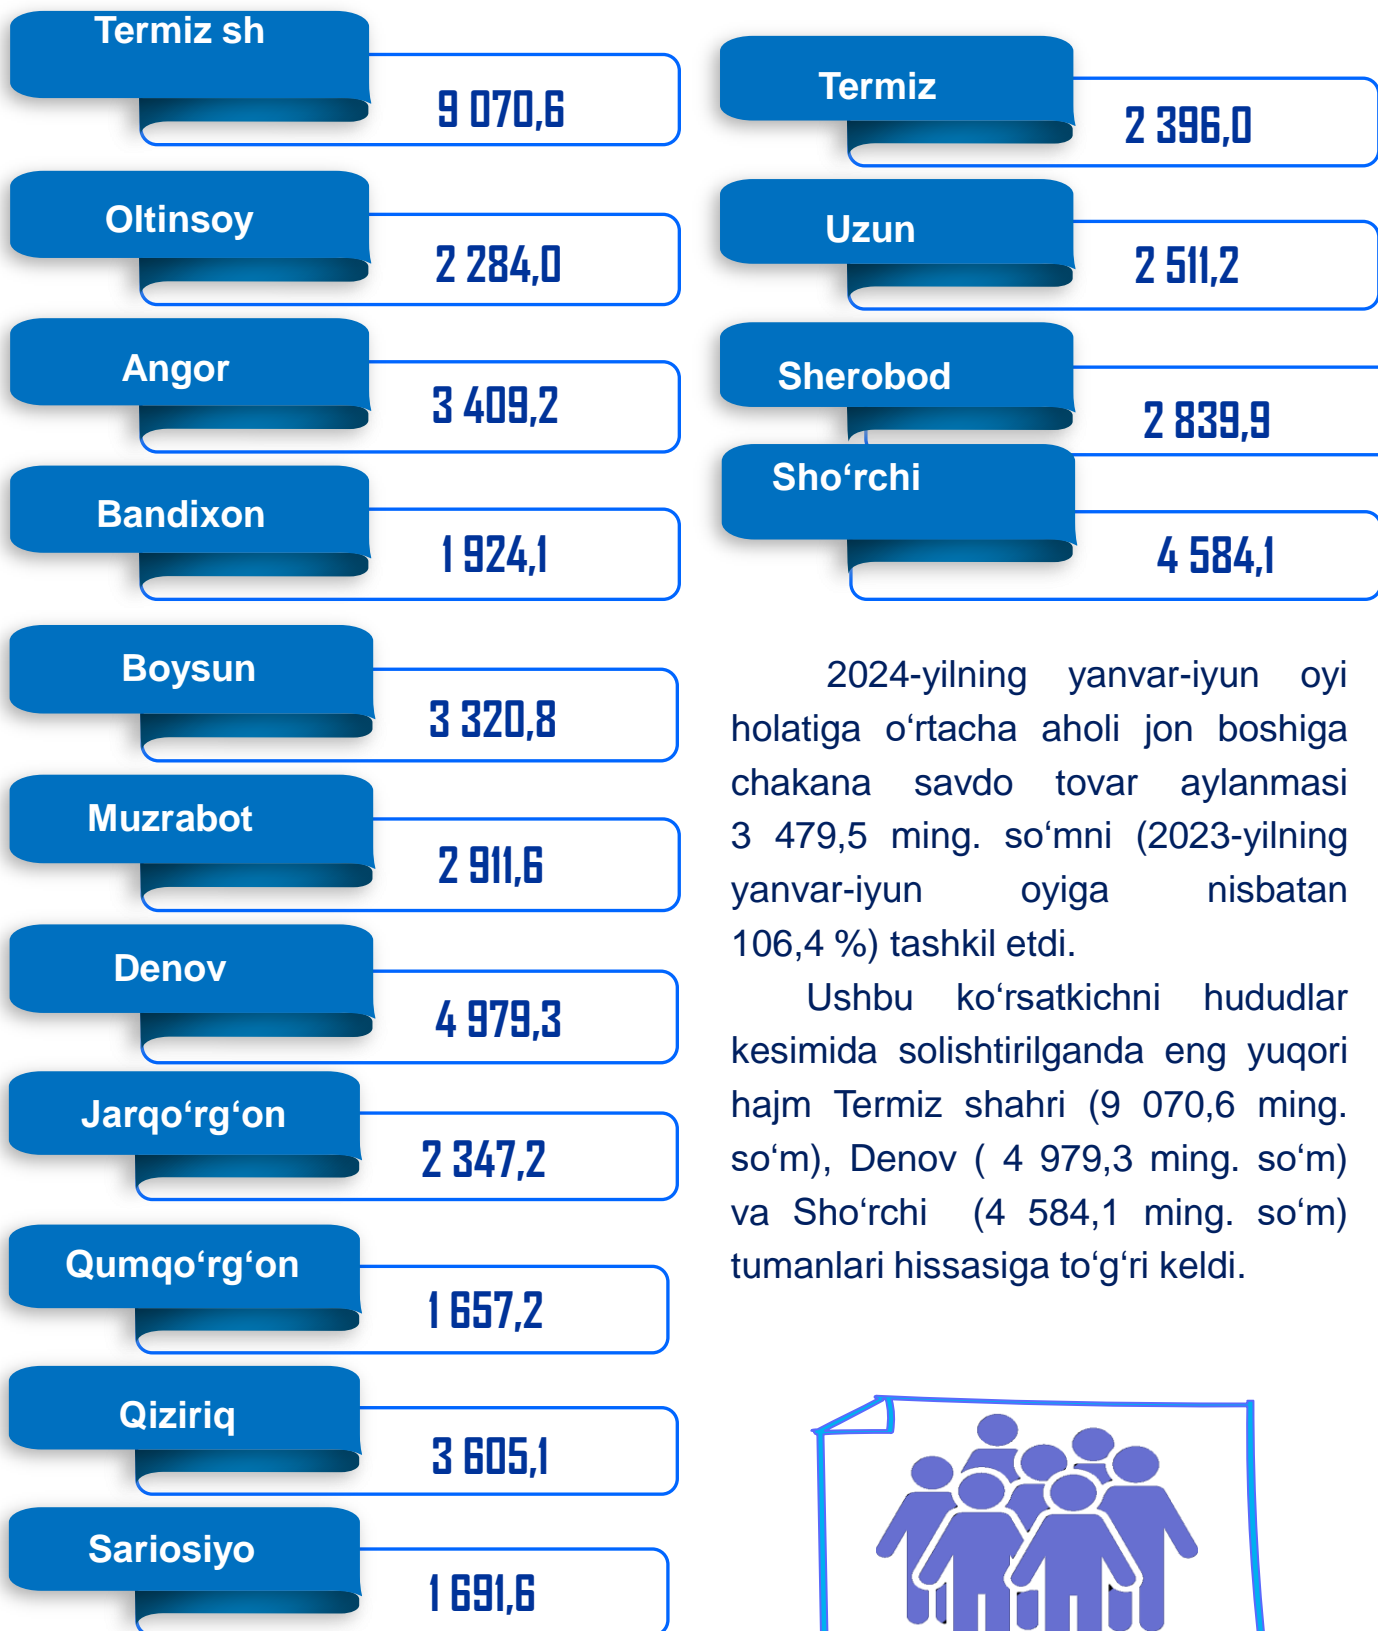 Termiz sh
9 070,6
Oltinsoy
2 284,0
Angor
3 409,2
Bandixon
1 924,1
Boysun
3 320,8
Muzrabot
2 911,6
Denov
4 979,3
Jarqo‘rg‘on
2 347,2
Qumqo‘rg‘on
1 657,2
Qiziriq
3 605,1
Sariosiyo
1 691,6
Termiz
2 396,0
Uzun
2 511,2
Sherobod
2 839,9
Sho‘rchi
4 584,1
2024-yilning yanvar-iyun oyi
holatiga o‘rtacha aholi jon boshiga
chakana savdo tovar aylanmasi
3 479,5 ming. so‘mni (2023-yilning
yanvar-iyun oyiga nisbatan
106,4 %) tashkil etdi.
Ushbu ko‘rsatkichni hududlar
kesimida solishtirilganda eng yuqori
hajm Termiz shahri (9 070,6 ming.
so‘m), Denov ( 4 979,3 ming. so‘m)
va Sho‘rchi (4 584,1 ming. so‘m)
tumanlari hissasiga to‘g‘ri keldi.